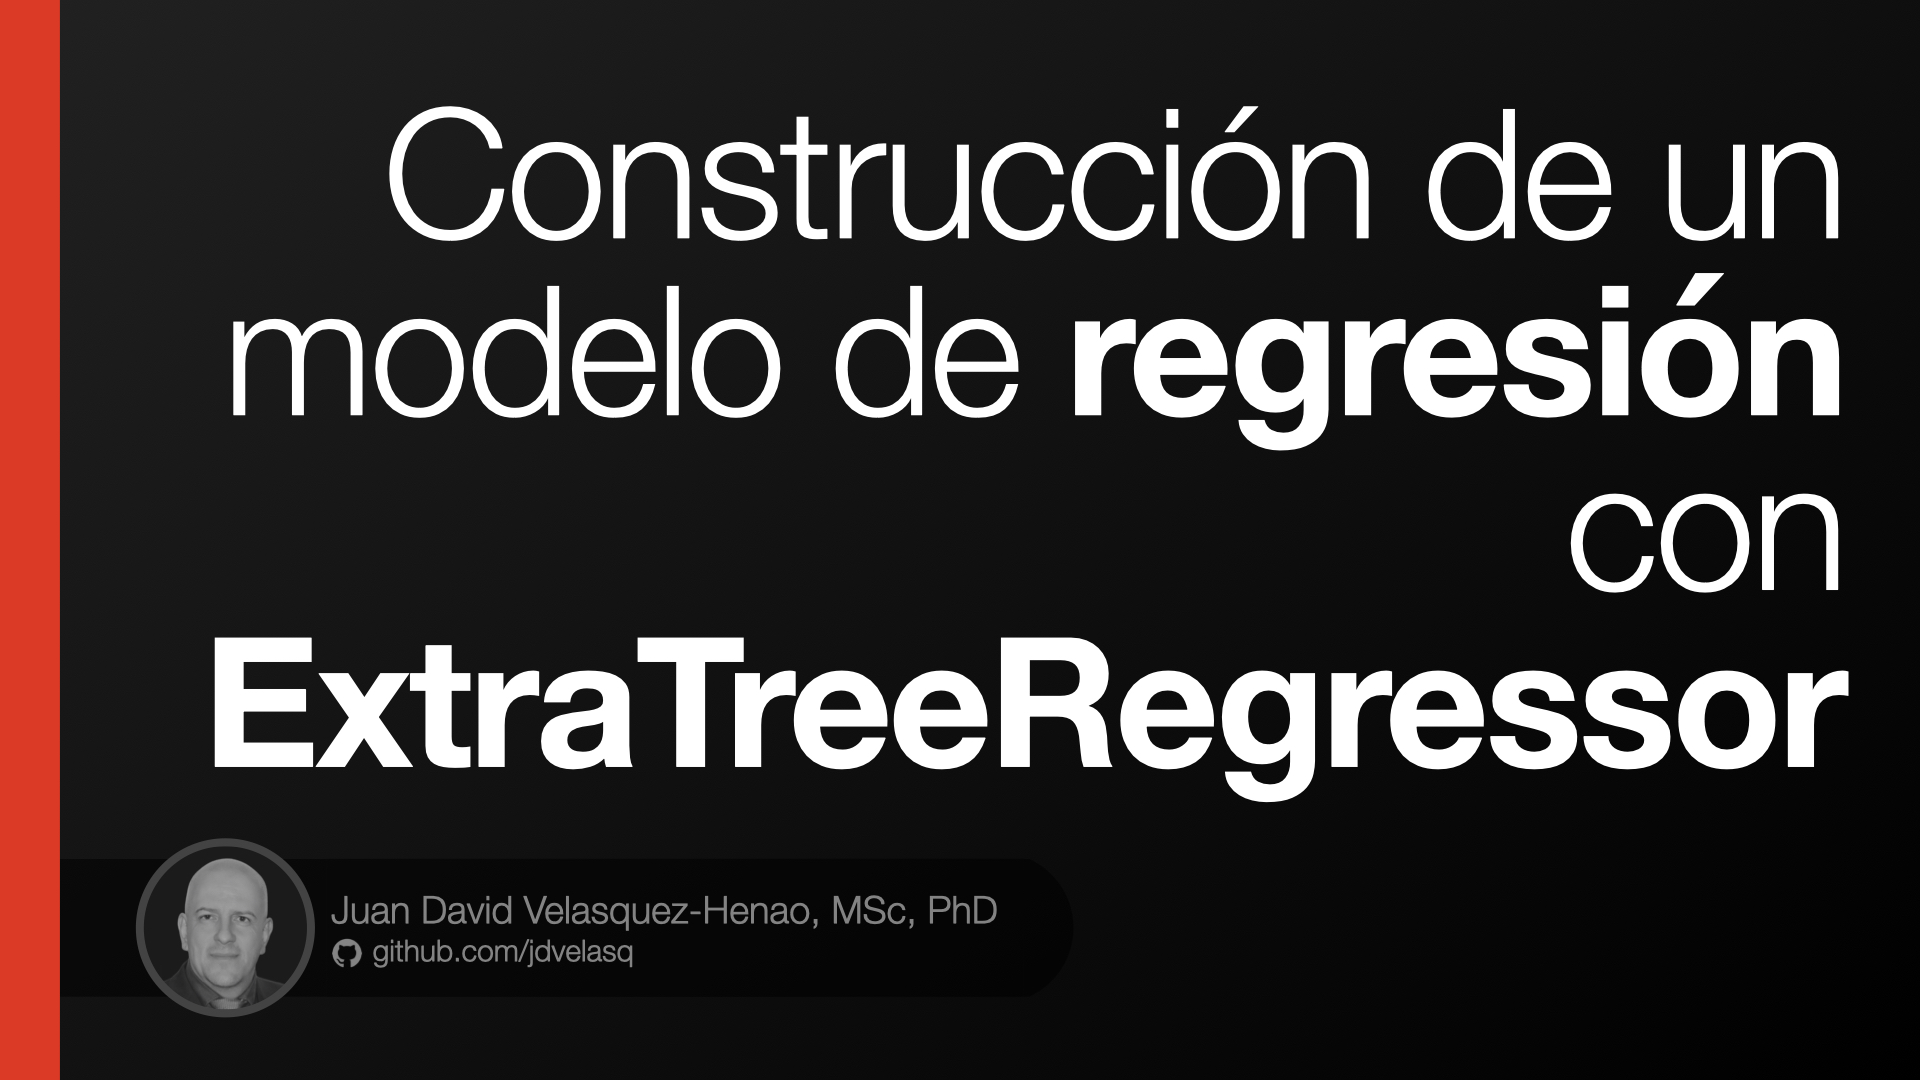 Construcción de un
modelo de regresión
con
ExtraTreeRegressor
Juan David Velasquez-Henao, MSc, PhD
github.com/jdvelasq